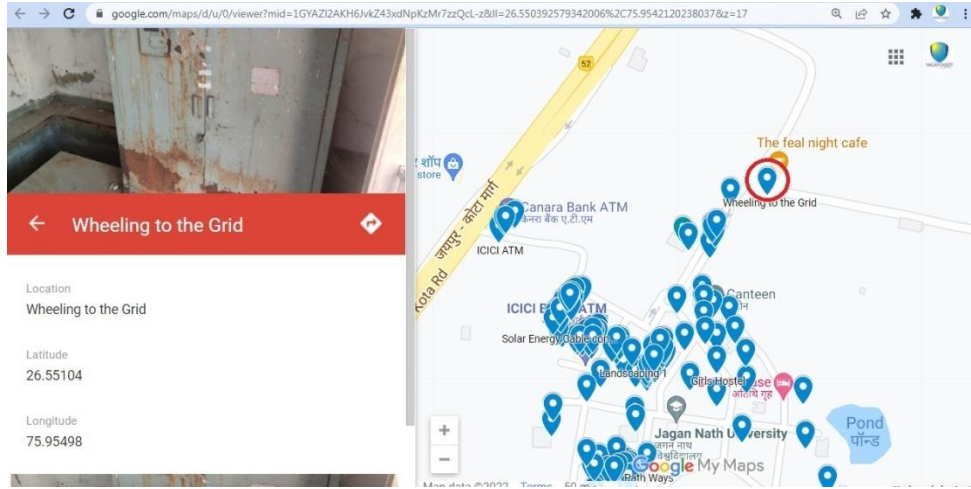 google.com/maps/d/u/0/viewer?mid=1GYAZI2AKH6JvkZ43xdNpKzMr7zzQcL-z&ll=26.550392579342006%2C75.9542120238037&z=17
Wheeling to the Grid
Location
Wheeling to the Grid
Latitude
26.55104
Longitude
75.95498
52
The feal night cafe
Wheeling to the Grid
शॉप
store
Canara Bank ATM
केनरा बैंक ए.टी.एम
ICICI ATM
जयपुर - कोटा मार्ग
Kota Rd
Canteen
ICICI
ATM
Solar Energy
Landscaping 1
Girls Hostel
अतिथि गृह
Jagan Nath University
जगन नाथ
विश्वविद्यालय
Pond
पॉन्ड
Google My Maps
Path Ways
Map data ©2022
Terms